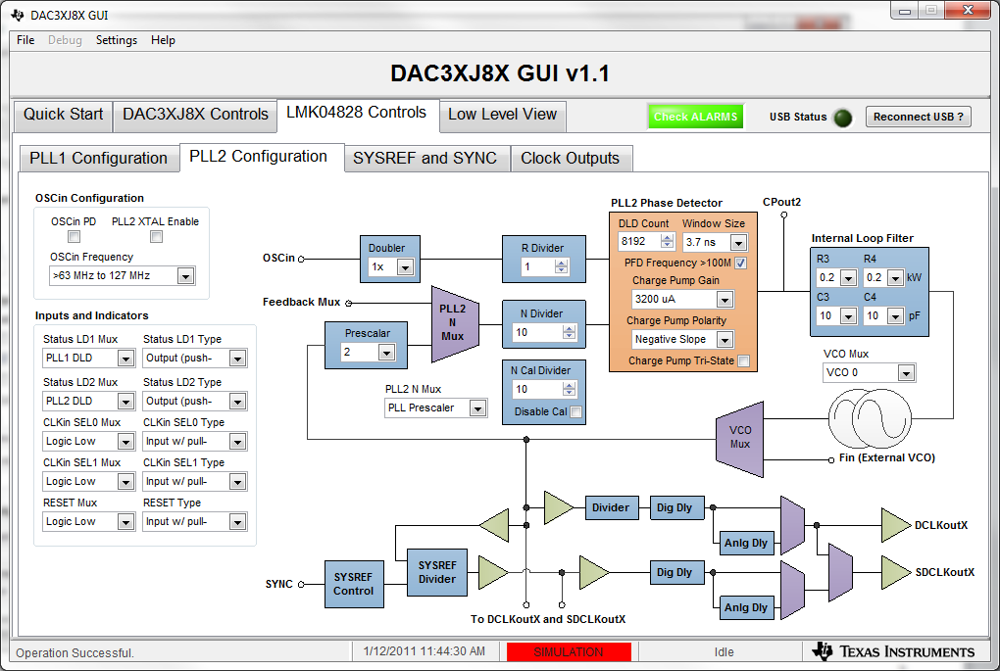 DAC3XJ8X GUI
File Debug Settings Help
DAC3XJ8X GUI v1.1
Quick Start DAC3XJ8X Controls LMK04828 Controls Low Level View
Check ALARMS
USB Status
Reconnect USB ?
PLL1 Configuration PLL2 Configuration SYSREF and SYNC Clock Outputs
OSCin Configuration
OSCin PD PLL2 XTAL Enable
OSCin Frequency
>63 MHz to 127 MHz
Inputs and Indicators
Status LD1 Mux Status LD1 Type
PLL1 DLD Output (push-
Status LD2 Mux Status LD2 Type
PLL2 DLD Output (push-
CLKin SEL0 Mux CLKin SEL0 Type
Logic Low Input w/ pull-
CLKin SEL1 Mux CLKin SEL1 Type
Logic Low Input w/ pull-
RESET Mux RESET Type
Logic Low Input w/ pull-
OSCin
Doubler
1x
R Divider
1
Feedback Mux
Prescalar
2
PLL2
N
Mux
PLL2 N Mux
PLL Prescaler
N Divider
10
N Cal Divider
10
Disable Cal
PLL2 Phase Detector
DLD Count Window Size
8192 3.7 ns
PFD Frequency >100M
Charge Pump Gain
3200 uA
Charge Pump Polarity
Negative Slope
Charge Pump Tri-State
CPout2
Internal Loop Filter
R3 R4
0.2 0.2 kW
C3 C4
10 10 pF
VCO Mux
VCO 0
VCO
Mux
Fin (External VCO)
Divider
Dig Dly
Anlg Dly
DCLKoutX
SYNC
SYSREF
Control
SYSREF
Divider
Dig Dly
Anlg Dly
SDCLKoutX
To DCLKoutX and SDCLKoutX
Operation Successful.
1/12/2011 11:44:30 AM
SIMULATION
Idle
TEXAS INSTRUMENTS